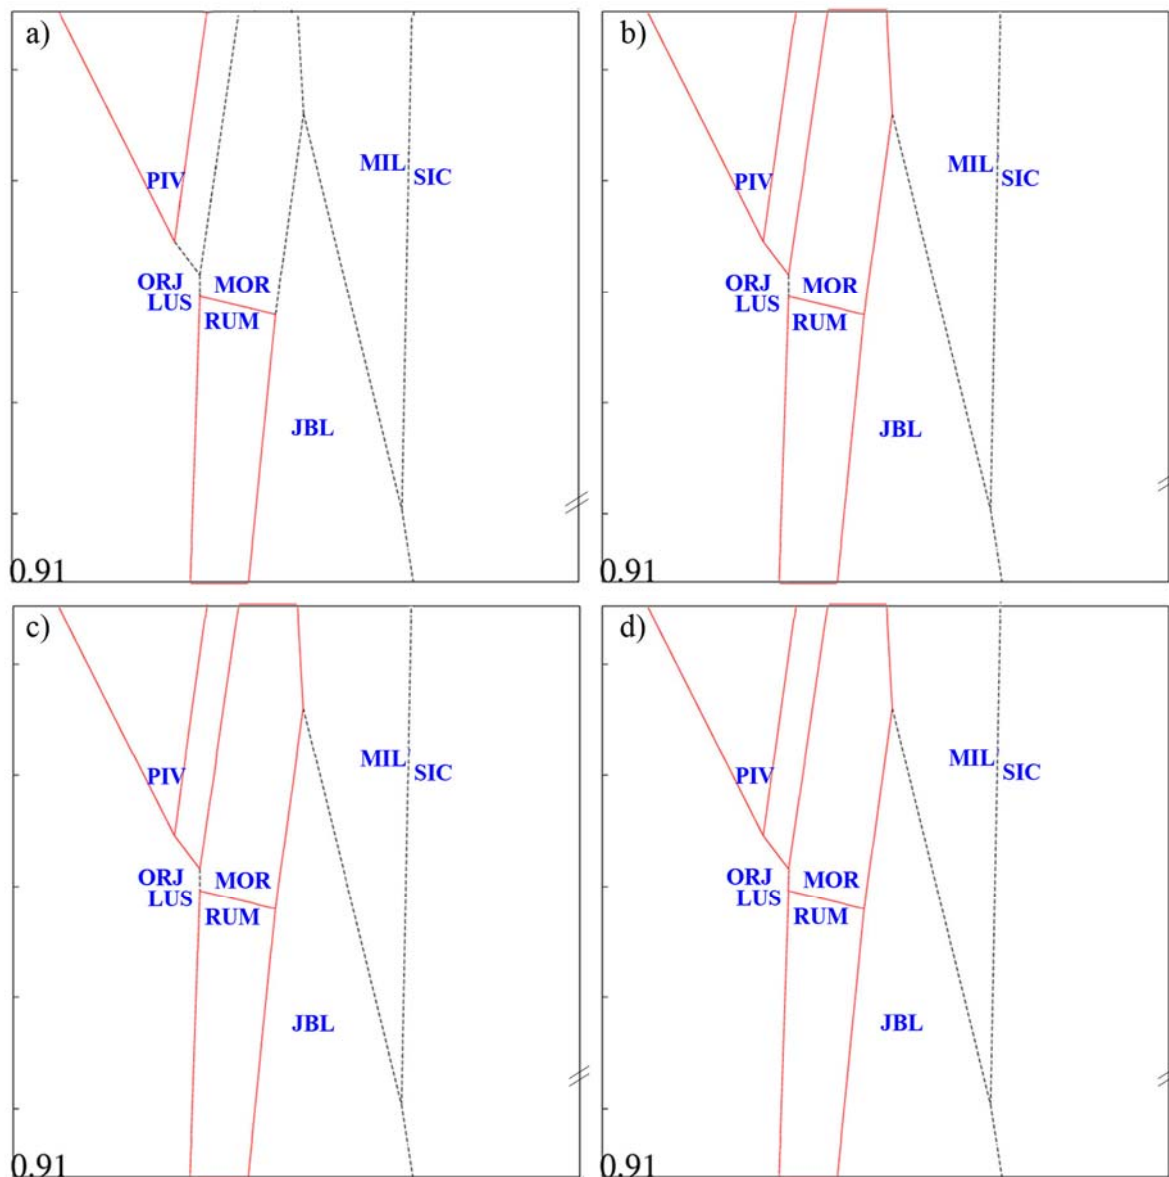 a)
MIL
SIC
PIV
ORJ
MOR
LUS
RUM
JBL
0.91
b)
MIL
SIC
PIV
ORJ
MOR
LUS
RUM
JBL
0.91
c)
MIL
SIC
PIV
ORJ
MOR
LUS
RUM
JBL
0.91
d)
MIL
SIC
PIV
ORJ
MOR
LUS
RUM
JBL
0.91